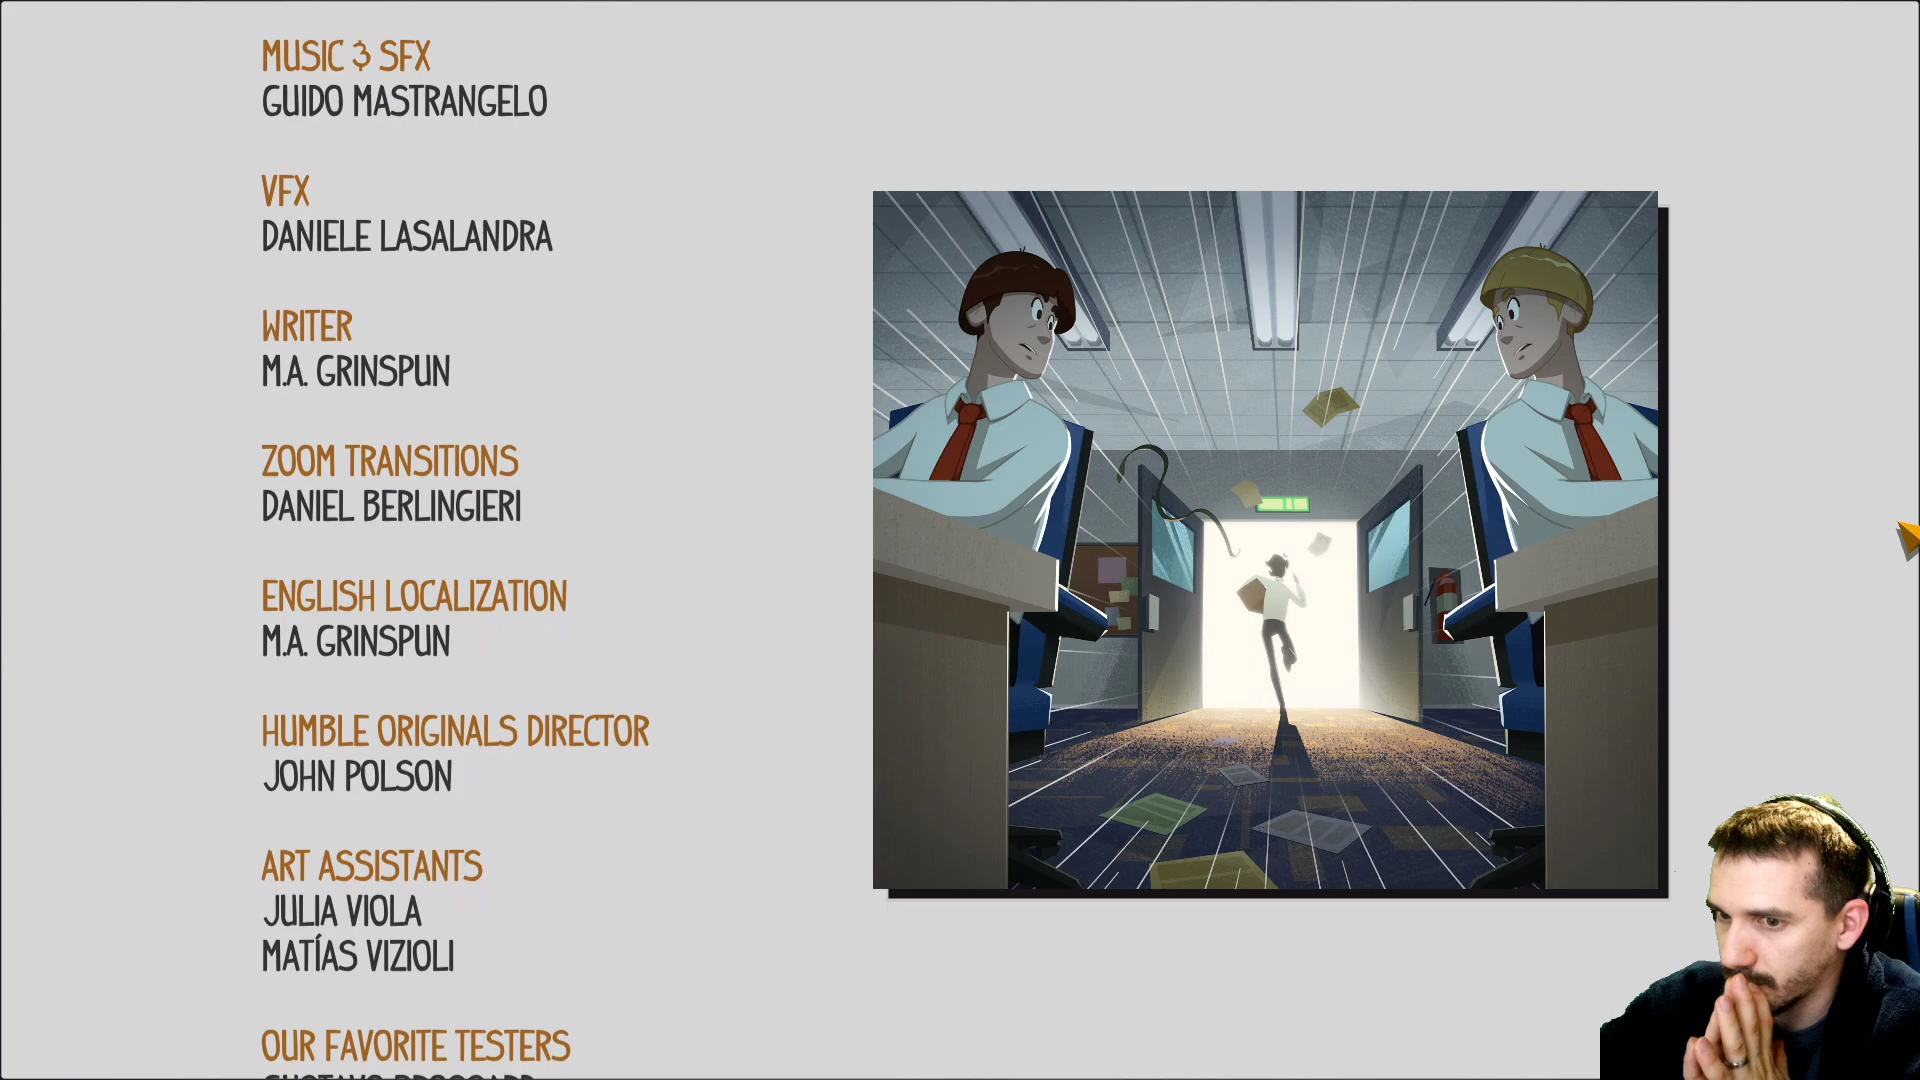 MUSIC & SFX
GUIDO MASTRANGELO
VFX
DANIELE LASALANDRA
WRITER
M.A. GRINSPUN
ZOOM TRANSITIONS
DANIEL BERLINGIERI
ENGLISH LOCALIZATION
M.A. GRINSPUN
HUMBLE ORIGINALS DIRECTOR
JOHN POLSON
ART ASSISTANTS
JULIA VIOLA
MATÍAS VIZIOLI
OUR FAVORITE TESTERS